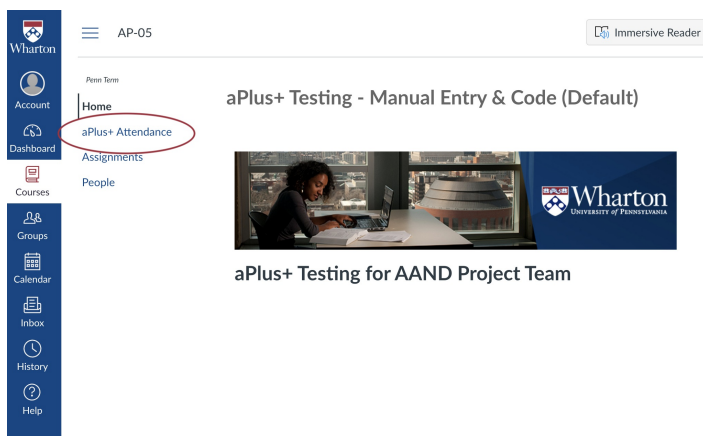 Wharton
Account
Dashboard
Courses
Groups
Calendar
Inbox
History
Help
AP-05
Immersive Reader
Penn Term
Home
aPlus+ Attendance
Assignments
People
aPlus+ Testing - Manual Entry & Code (Default)
Wharton
UNIVERSITY of PENNSYLVANIA
aPlus+ Testing for AAND Project Team